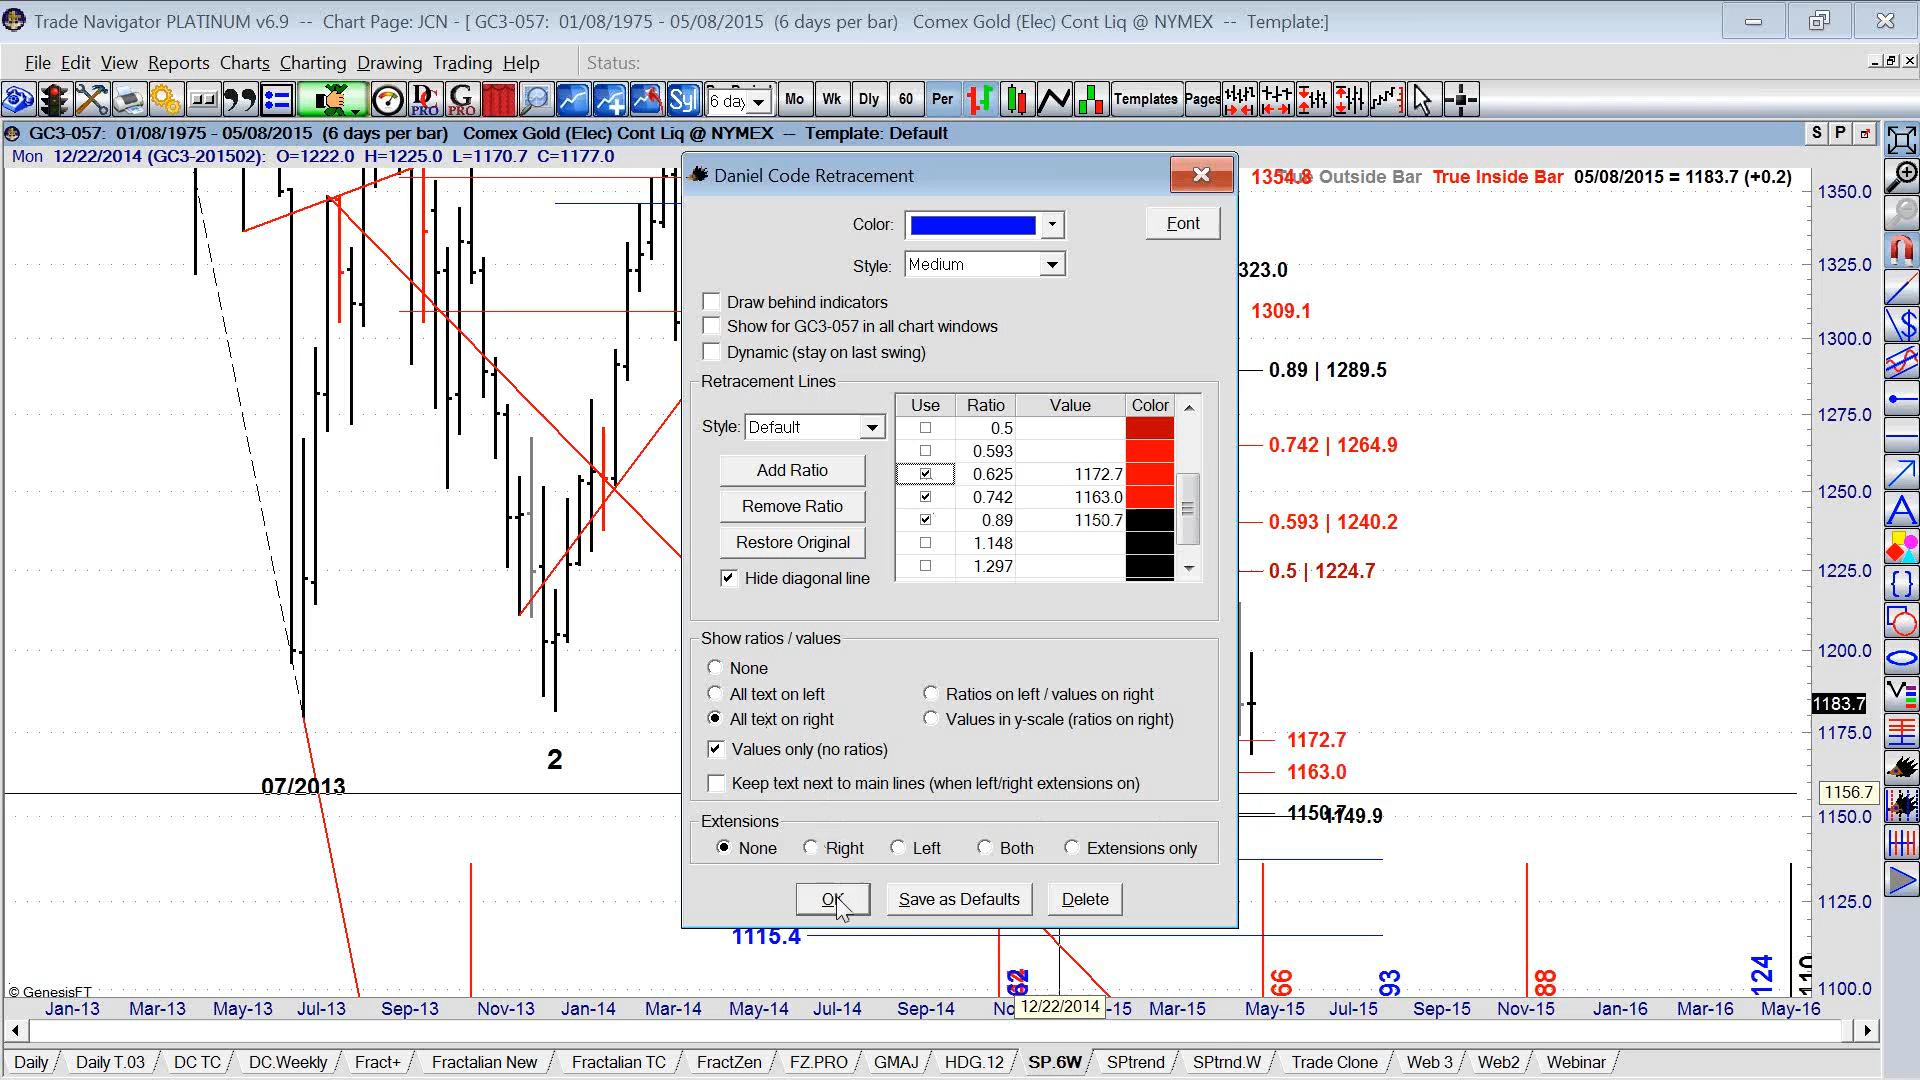 Trade Navigator PLATINUM v6.9 -- Chart Page: JCN - [ GC3-057: 01/08/1975 - 05/08/2015 (6 days per bar) Comex Gold (Elec) Cont Liq @ NYMEX -- Template:]
File Edit View Reports Charts Charting Drawing Trading Help Status:
DC PRO G PRO Syl 6 day Mo Wk Dly 60 Per Templates Pages
GC3-057: 01/08/1975 - 05/08/2015 (6 days per bar) Comex Gold (Elec) Cont Liq @ NYMEX -- Template: Default S P
Mon 12/22/2014 (GC3-201502): O=1222.0 H=1225.0 L=1170.7 C=1177.0
1354.8 Outside Bar True Inside Bar 05/08/2015 = 1183.7 (+0.2)
Daniel Code Retracement
Color: Font
Style: Medium
Draw behind indicators
Show for GC3-057 in all chart windows
Dynamic (stay on last swing)
Retracement Lines
Style: Default
Add Ratio
Remove Ratio
Restore Original
Hide diagonal line
Use Ratio Value Color
0.5
0.593
0.625 1172.7
0.742 1163.0
0.89 1150.7
1.148
1.297
Show ratios / values
None
All text on left Ratios on left / values on right
All text on right Values in y-scale (ratios on right)
Values only (no ratios)
Keep text next to main lines (when left/right extensions on)
Extensions
None Right Left Both Extensions only
OK Save as Defaults Delete
323.0
1309.1
0.89 | 1289.5
0.742 | 1264.9
0.593 | 1240.2
0.5 | 1224.7
1172.7
1163.0
1150.7
1149.9
1350.0
1325.0
1300.0
1275.0
1250.0
1225.0
1200.0
1183.7
1175.0
1156.7
1150.0
1125.0
1100.0
2
07/2013
1115.4
62
66
93
88
124
110
© GenesisFT
Jan-13 Mar-13 May-13 Jul-13 Sep-13 Nov-13 Jan-14 Mar-14 May-14 Jul-14 Sep-14 No 12/22/2014 -15 Mar-15 May-15 Jul-15 Sep-15 Nov-15 Jan-16 Mar-16 May-16
Daily Daily T.03 DC TC DC.Weekly Fract+ Fractalian New Fractalian TC FractZen FZ.PRO GMAJ HDG.12 SP.6W SPtrend SPtrnd.W Trade Clone Web 3 Web2 Webinar